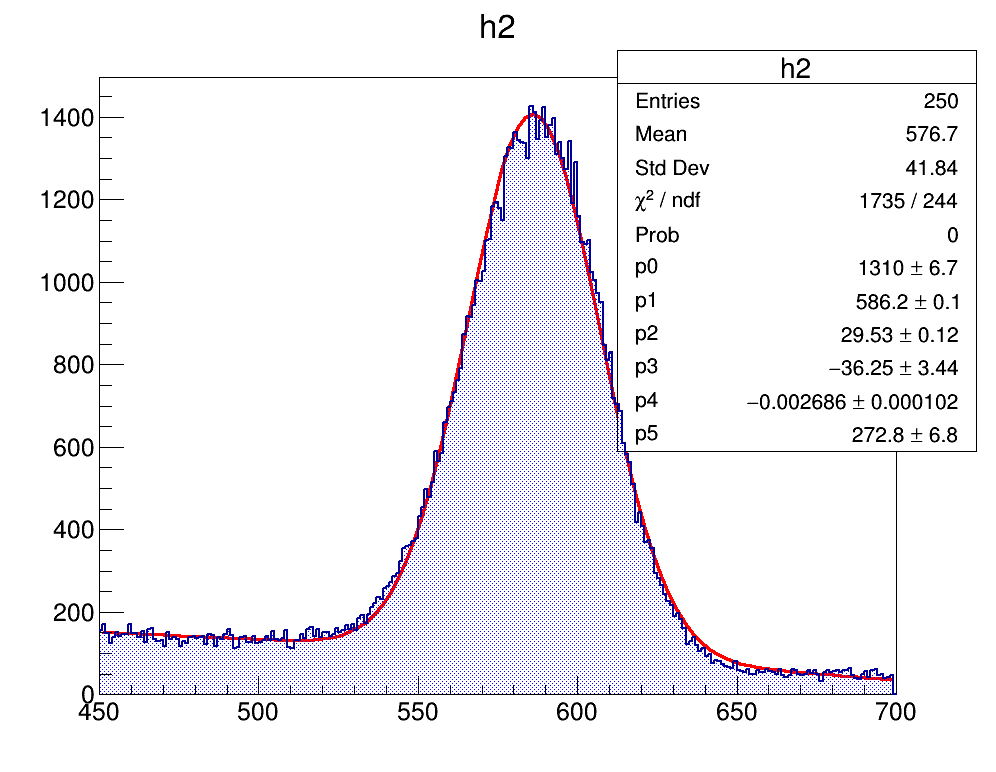 h2
h2
Entries 250
Mean 576.7
Std Dev 41.84
χ² / ndf 1735 / 244
Prob 0
p0 1310 ± 6.7
p1 586.2 ± 0.1
p2 29.53 ± 0.12
p3 −36.25 ± 3.44
p4 −0.002686 ± 0.000102
p5 272.8 ± 6.8
1400
1200
1000
800
600
400
200
0
450 500 550 600 650 700